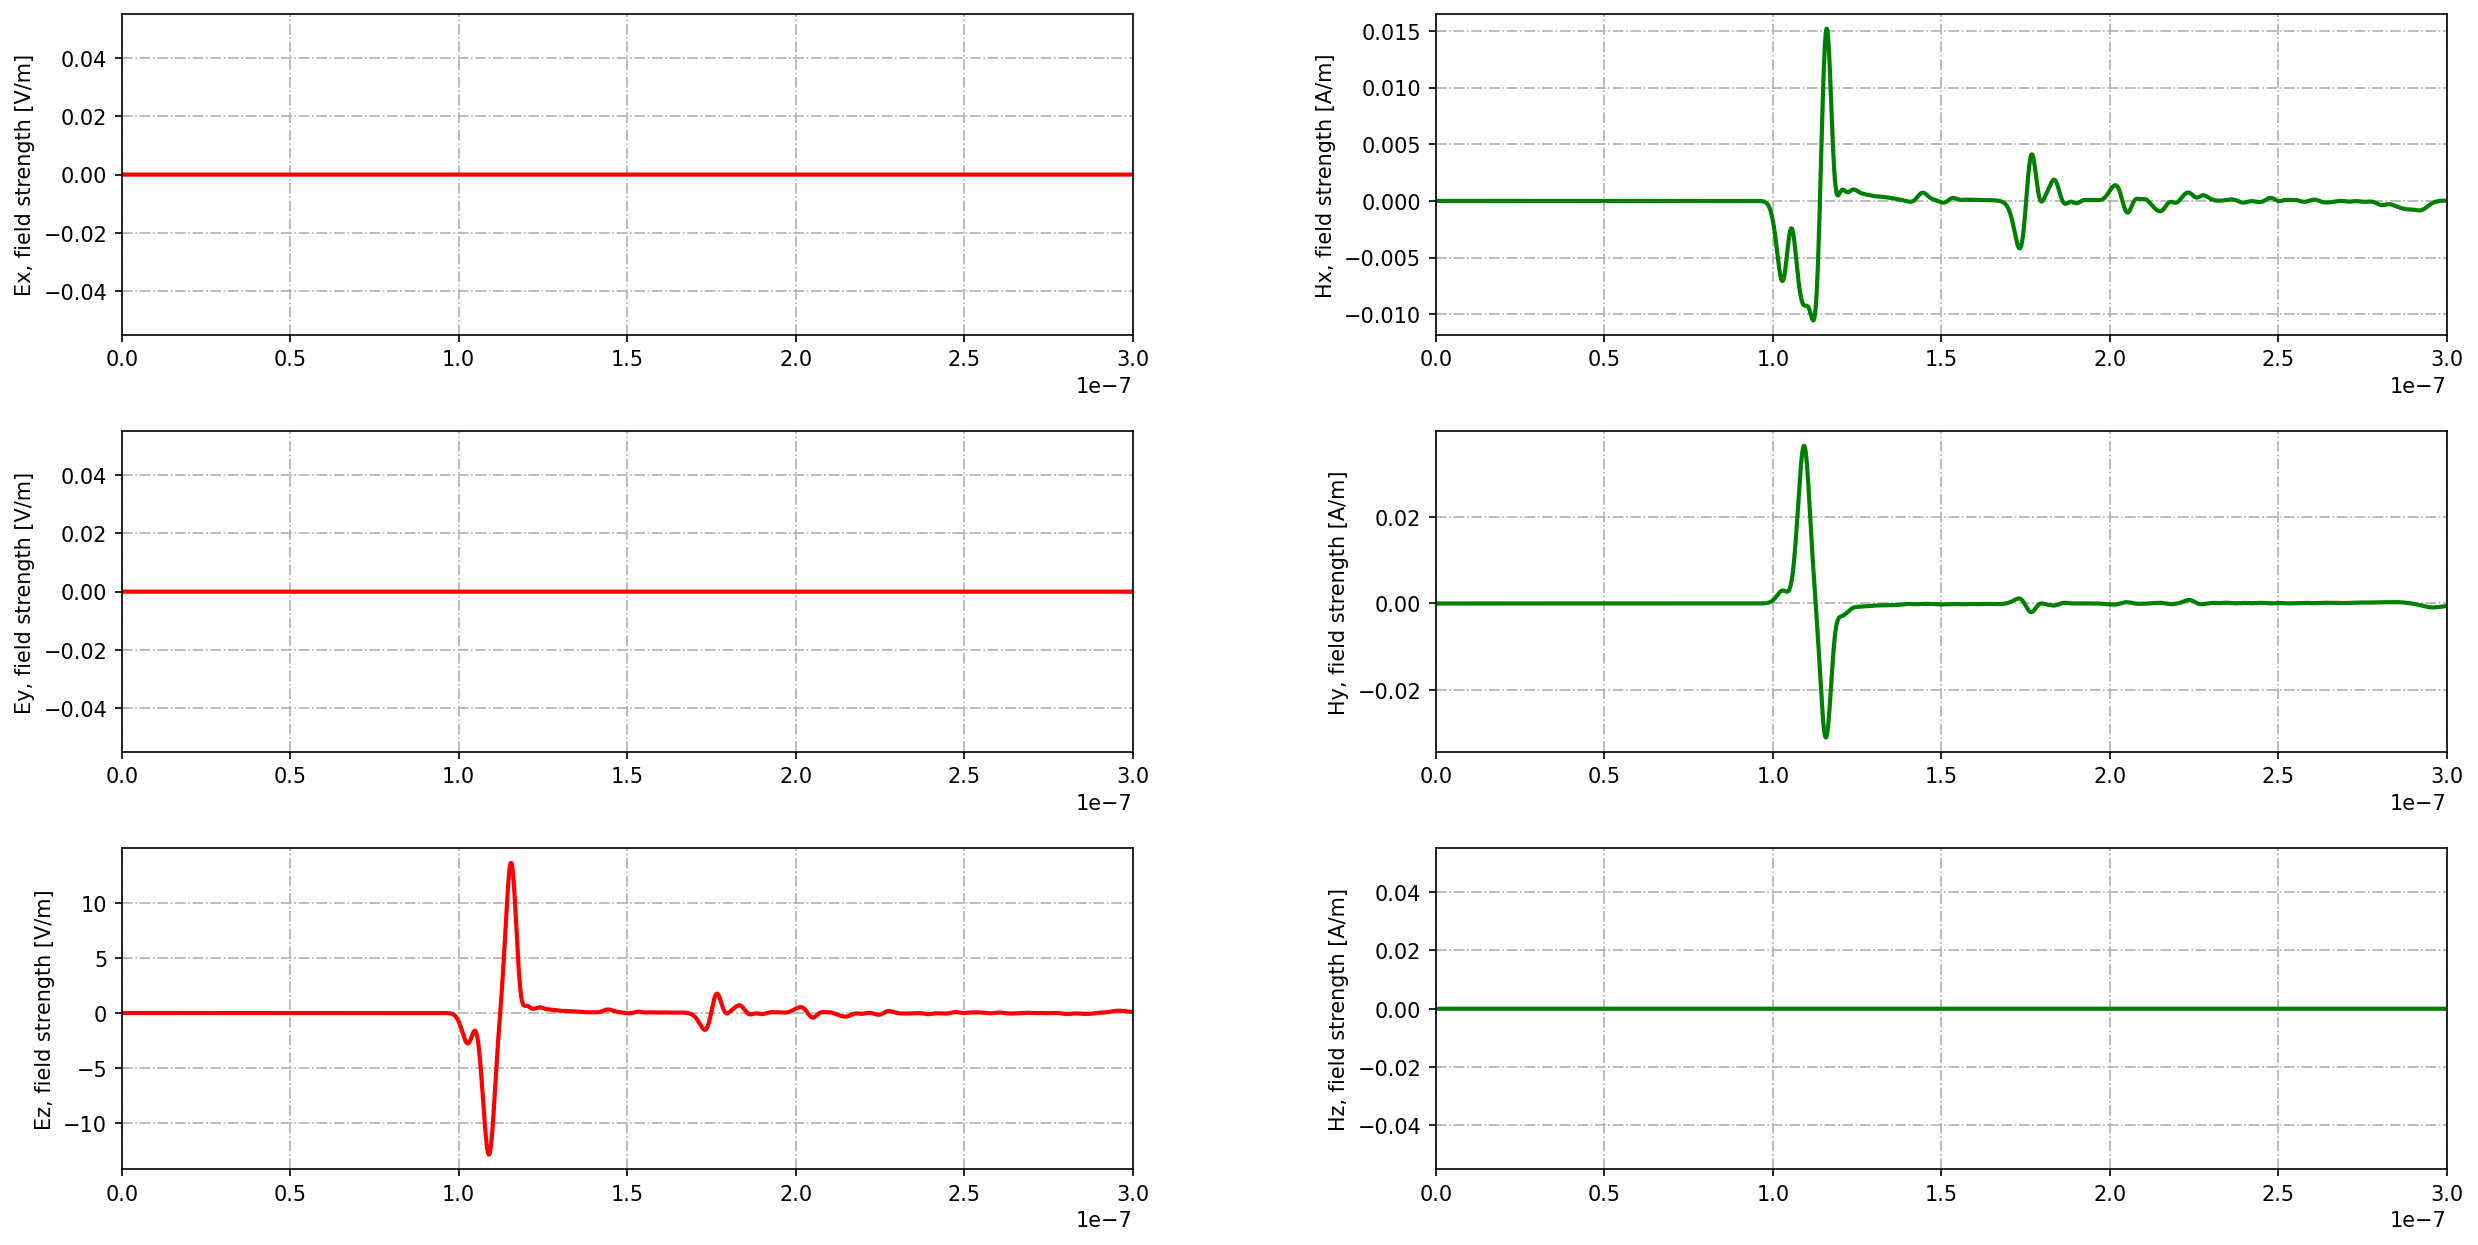 Ex, field strength [V/m]
0.04
0.02
0.00
−0.02
−0.04
0.0 0.5 1.0 1.5 2.0 2.5 3.0
1e−7
Hx, field strength [A/m]
0.015
0.010
0.005
0.000
−0.005
−0.010
0.0 0.5 1.0 1.5 2.0 2.5 3.0
1e−7
Ey, field strength [V/m]
0.04
0.02
0.00
−0.02
−0.04
0.0 0.5 1.0 1.5 2.0 2.5 3.0
1e−7
Hy, field strength [A/m]
0.02
0.00
−0.02
0.0 0.5 1.0 1.5 2.0 2.5 3.0
1e−7
Ez, field strength [V/m]
10
5
0
−5
−10
0.0 0.5 1.0 1.5 2.0 2.5 3.0
1e−7
Hz, field strength [A/m]
0.04
0.02
0.00
−0.02
−0.04
0.0 0.5 1.0 1.5 2.0 2.5 3.0
1e−7